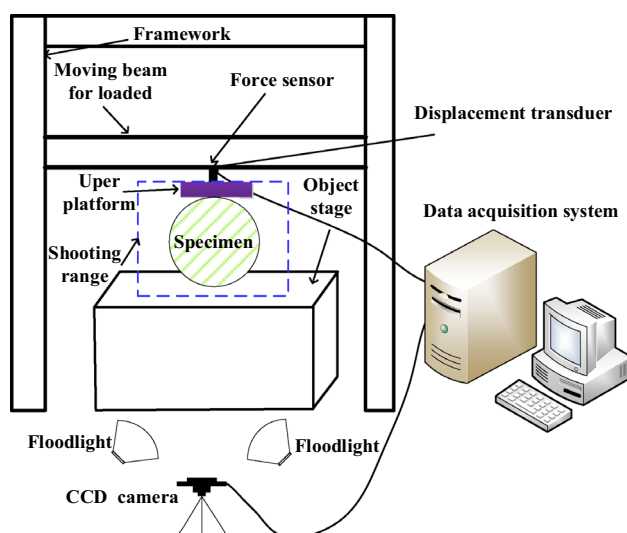 Framework
Moving beam
for loaded
Force sensor
Displacement transduer
Uper
platform
Object
stage
Data acquisition system
Specimen
Shooting
range
Floodlight
Floodlight
CCD camera